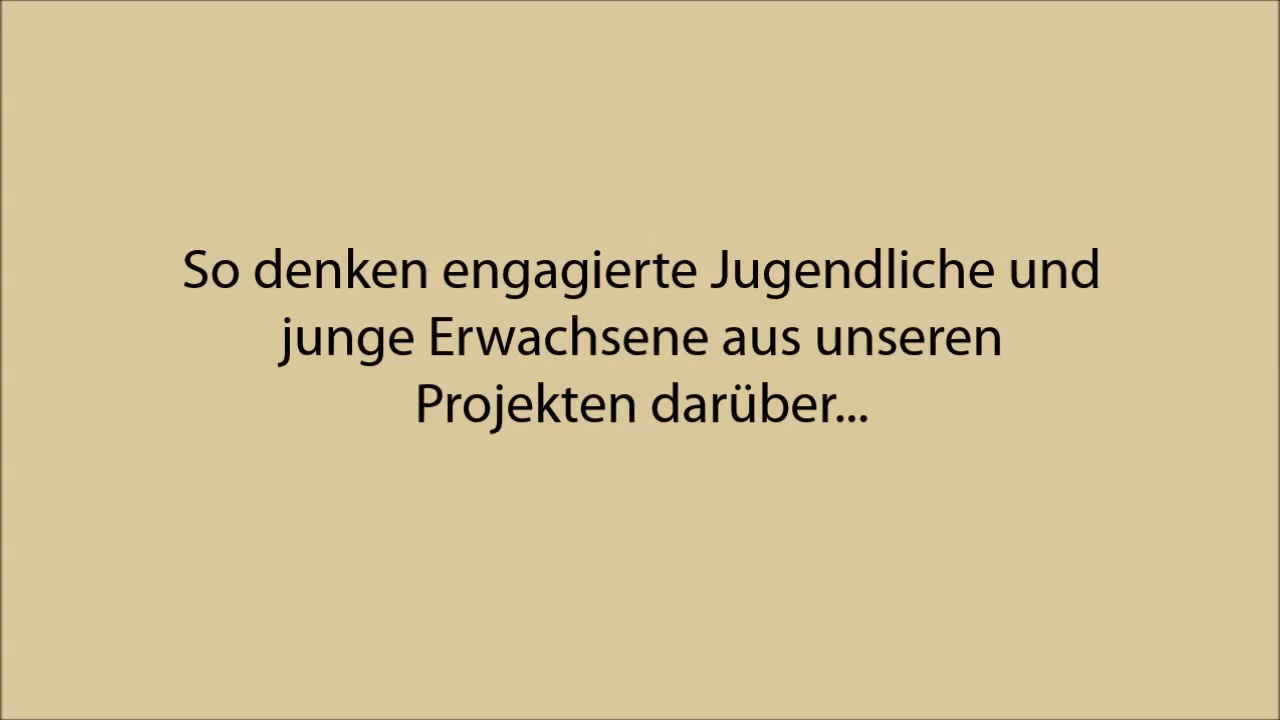 So denken engagierte Jugendliche und
junge Erwachsene aus unseren
Projekten darüber...